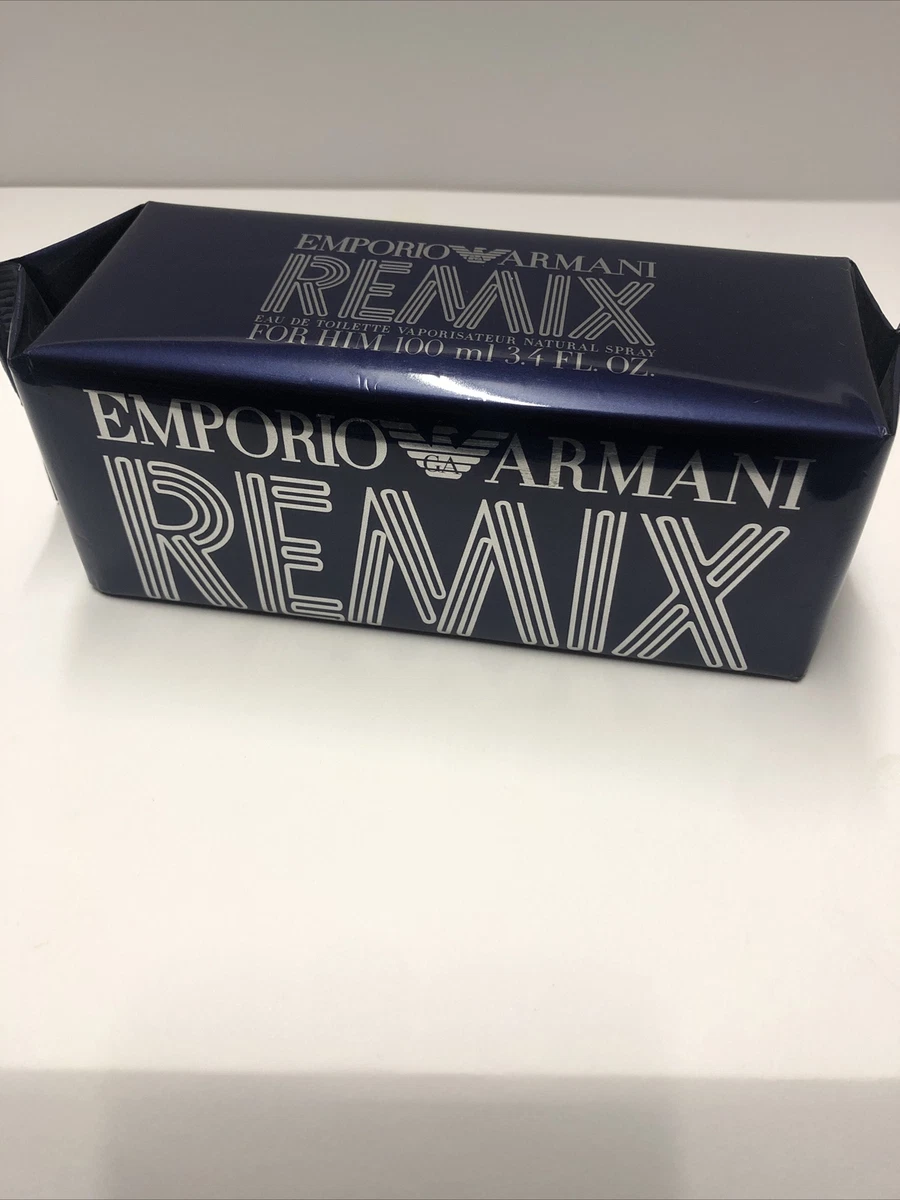 EMPORIO ARMANI
REMIX
EAU DE TOILETTE VAPORISATEUR NATURAL SPRAY
FOR HIM 100 ml 3.4 FL. OZ.
EMPORIO GA ARMANI
REMIX